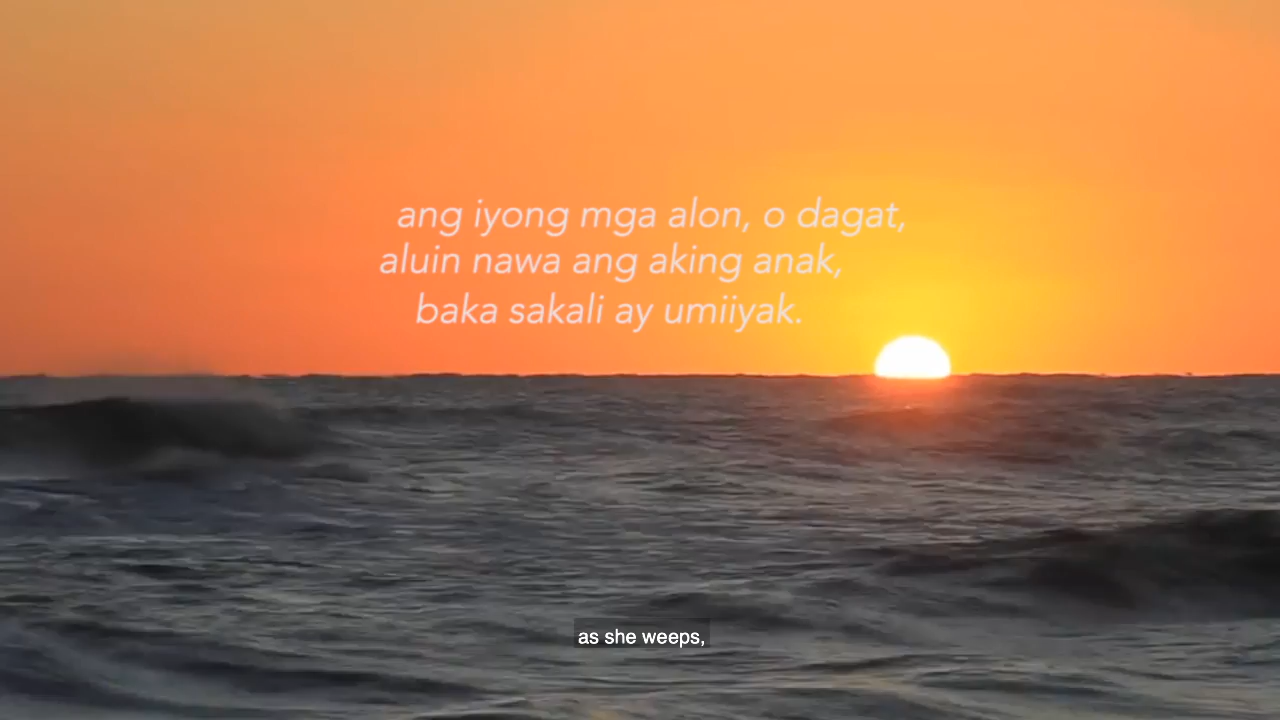 ang iyong mga alon, o dagat,
aluin nawa ang aking anak,
baka sakali ay umiiyak.
as she weeps,